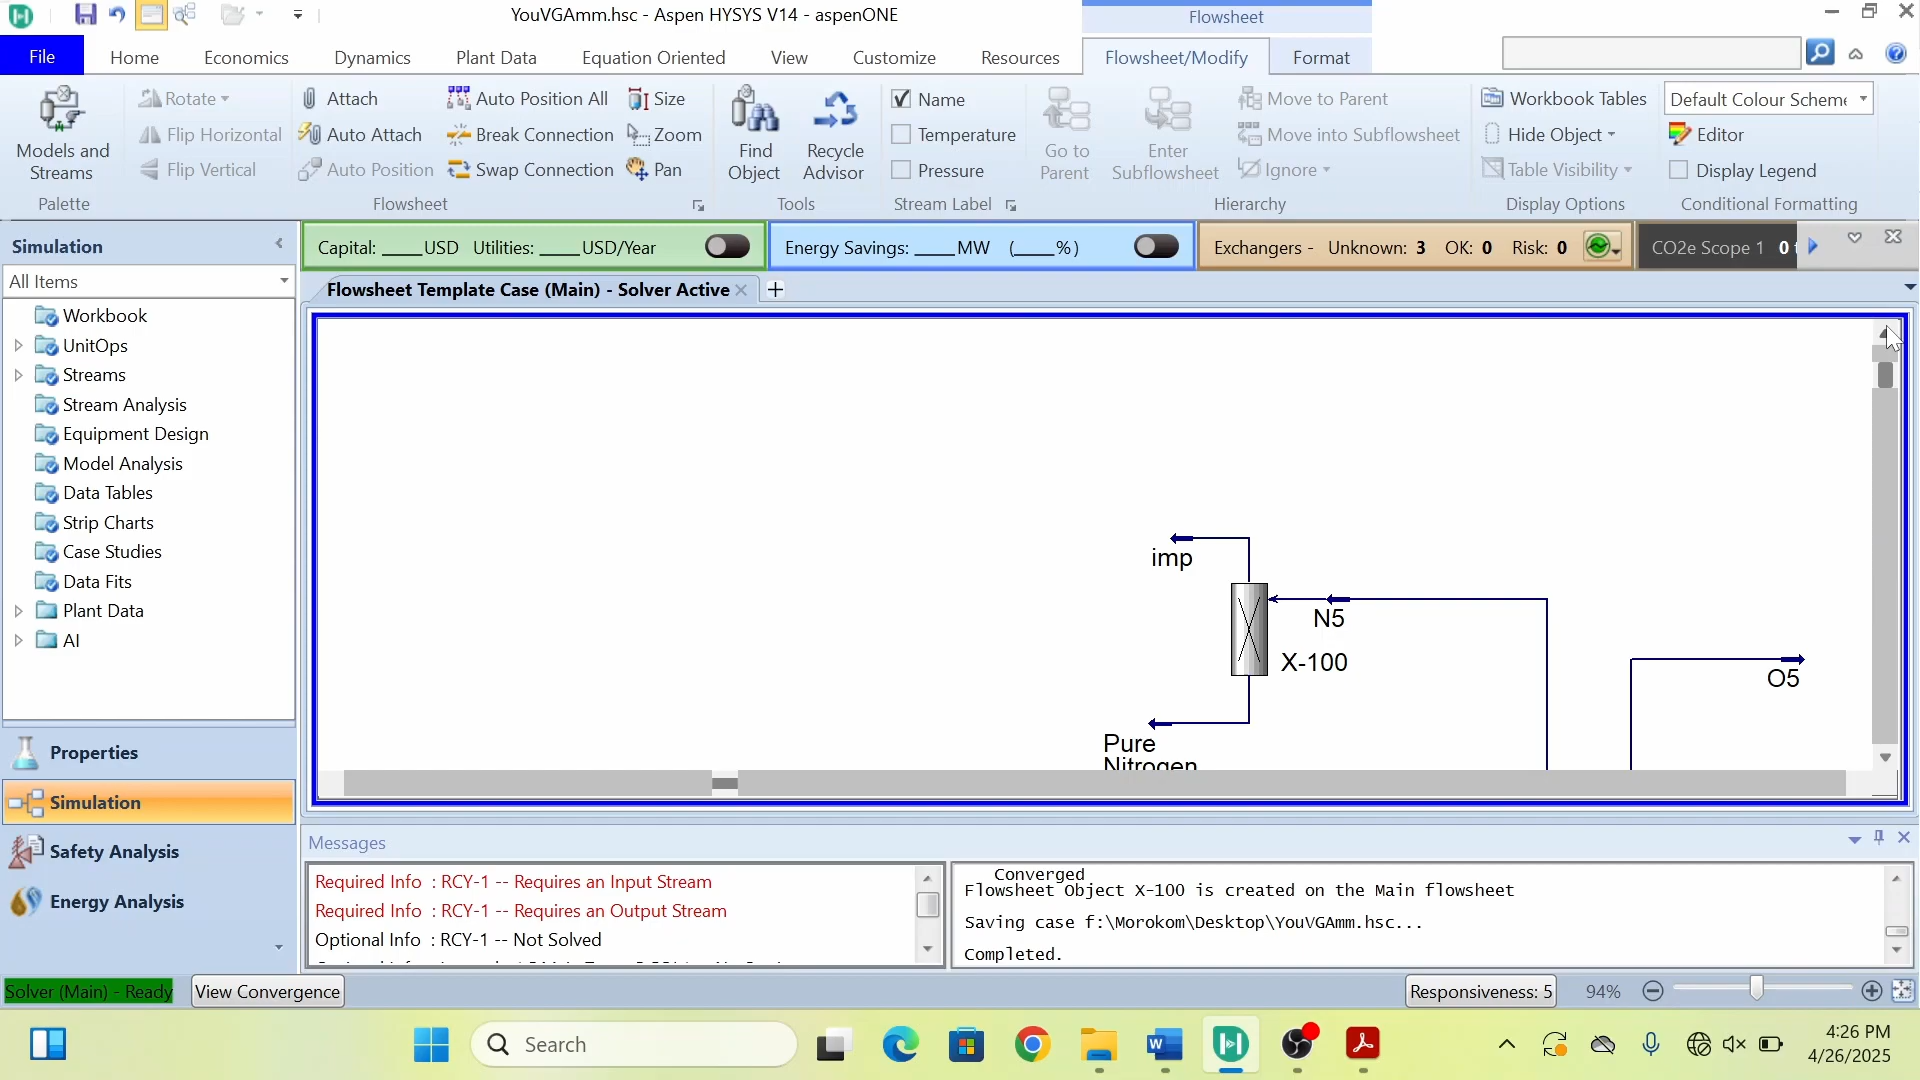 YouVGAmm.hsc - Aspen HYSYS V14 - aspenONE
Flowsheet
File
Home
Economics
Dynamics
Plant Data
Equation Oriented
View
Customize
Resources
Flowsheet/Modify
Format
Models and
Streams
Palette
Rotate
Flip Horizontal
Flip Vertical
Attach
Auto Attach
Auto Position
Auto Position All
Break Connection
Swap Connection
Size
Zoom
Pan
Flowsheet
Find
Object
Recycle
Advisor
Tools
Name
Temperature
Pressure
Stream Label
Go to
Parent
Enter
Subflowsheet
Move to Parent
Move into Subflowsheet
Ignore
Hierarchy
Workbook Tables
Hide Object
Table Visibility
Display Options
Default Colour Scheme
Editor
Display Legend
Conditional Formatting
Simulation
All Items
Workbook
UnitOps
Streams
Stream Analysis
Equipment Design
Model Analysis
Data Tables
Strip Charts
Case Studies
Data Fits
Plant Data
AI
Properties
Simulation
Safety Analysis
Energy Analysis
Capital: ____USD Utilities: ____USD/Year
Energy Savings: ____MW (____%)
Exchangers - Unknown: 3 OK: 0 Risk: 0
CO2e Scope 1 0
Flowsheet Template Case (Main) - Solver Active
imp
N5
X-100
O5
Pure
Nitrogen
Messages
Required Info : RCY-1 -- Requires an Input Stream
Required Info : RCY-1 -- Requires an Output Stream
Optional Info : RCY-1 -- Not Solved
Converged
Flowsheet Object X-100 is created on the Main flowsheet
Saving case f:\Morokom\Desktop\YouVGAmm.hsc...
Completed.
Solver (Main) - Ready
View Convergence
Responsiveness: 5
94%
Search
4:26 PM
4/26/2025